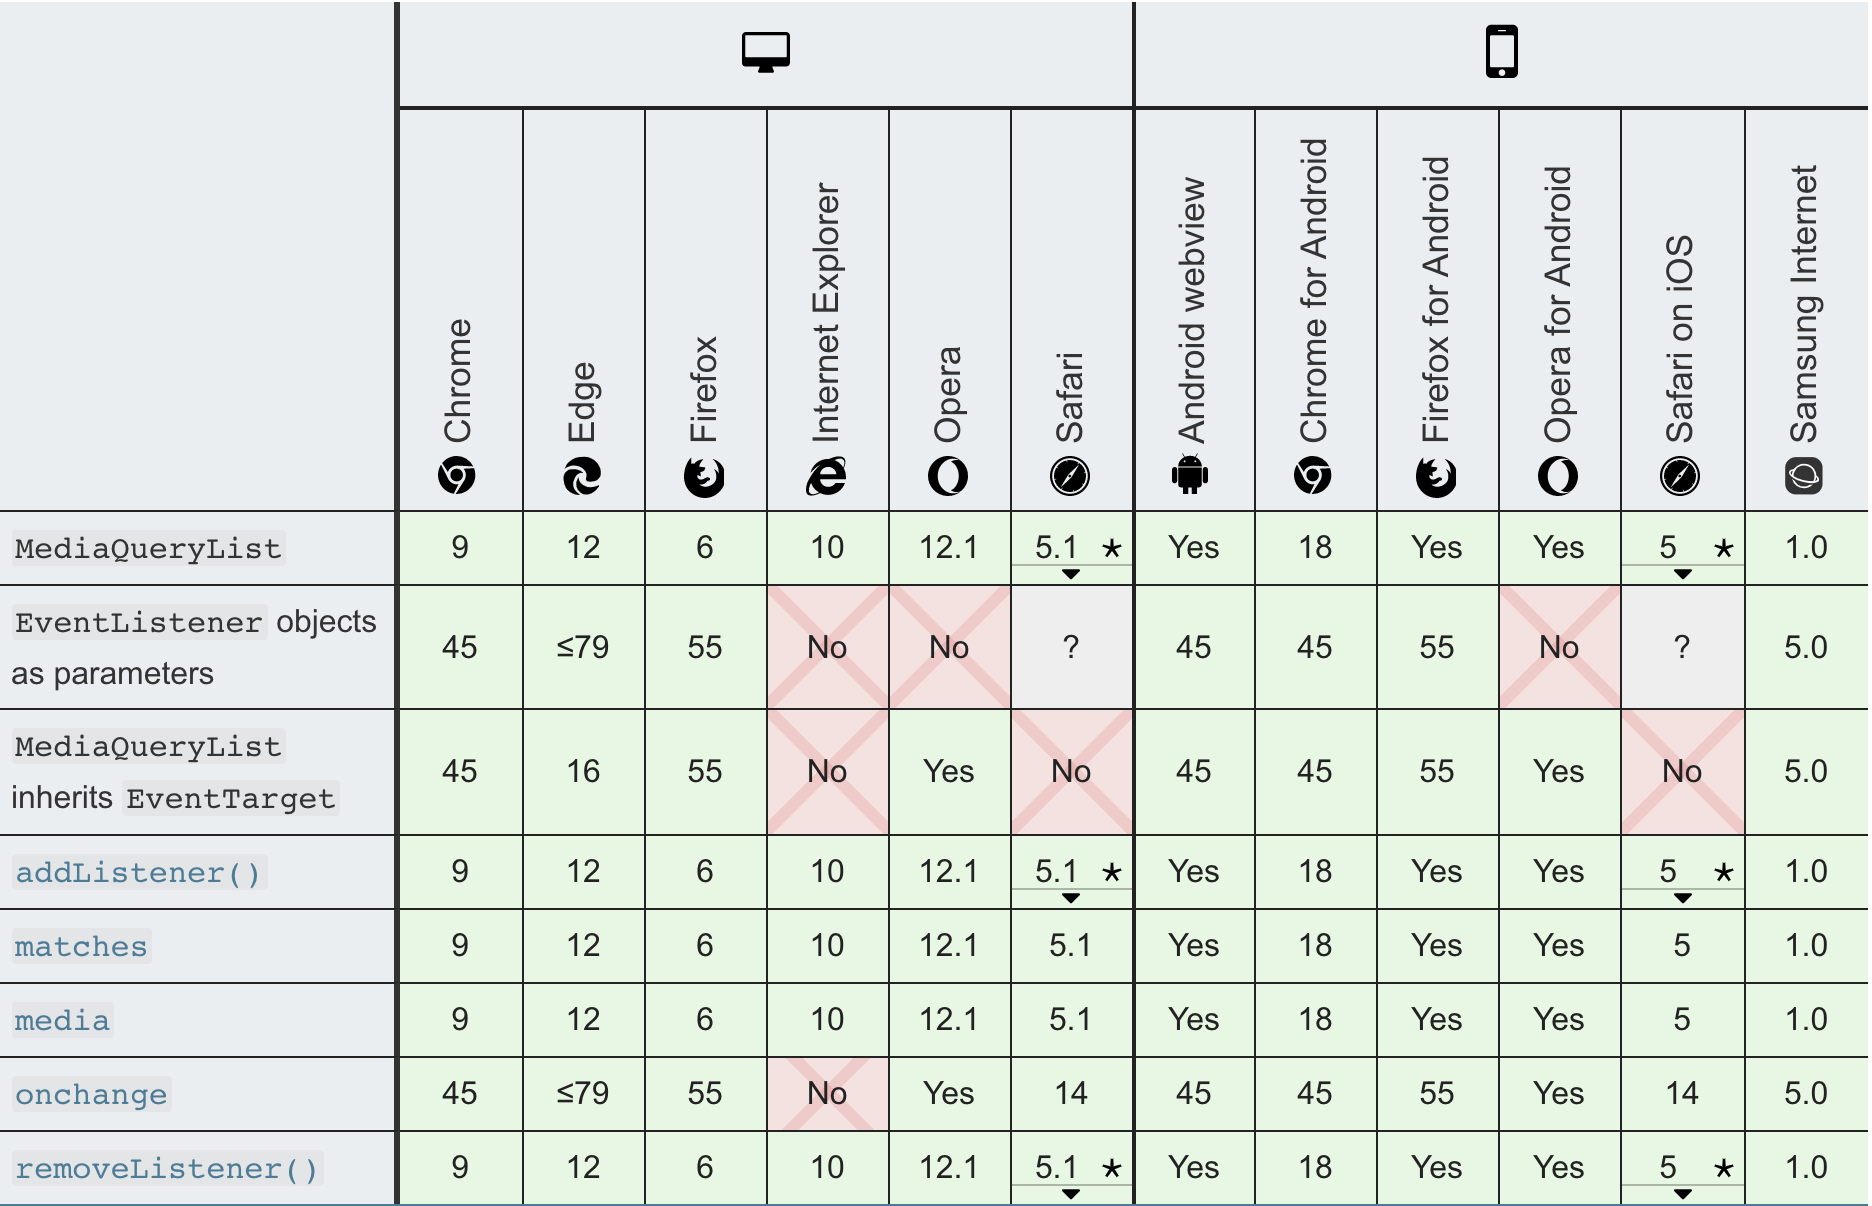 Chrome Edge Firefox Internet Explorer Opera Safari Android webview Chrome for Android Firefox for Android Opera for Android Safari on iOS Samsung Internet
MediaQueryList 9 12 6 10 12.1 5.1 ★ Yes 18 Yes Yes 5 ★ 1.0
EventListener objects
as parameters 45 ≤79 55 No No ? 45 45 55 No ? 5.0
MediaQueryList
inherits EventTarget 45 16 55 No Yes No 45 45 55 Yes No 5.0
addListener() 9 12 6 10 12.1 5.1 ★ Yes 18 Yes Yes 5 ★ 1.0
matches 9 12 6 10 12.1 5.1 Yes 18 Yes Yes 5 1.0
media 9 12 6 10 12.1 5.1 Yes 18 Yes Yes 5 1.0
onchange 45 ≤79 55 No Yes 14 45 45 55 Yes 14 5.0
removeListener() 9 12 6 10 12.1 5.1 ★ Yes 18 Yes Yes 5 ★ 1.0